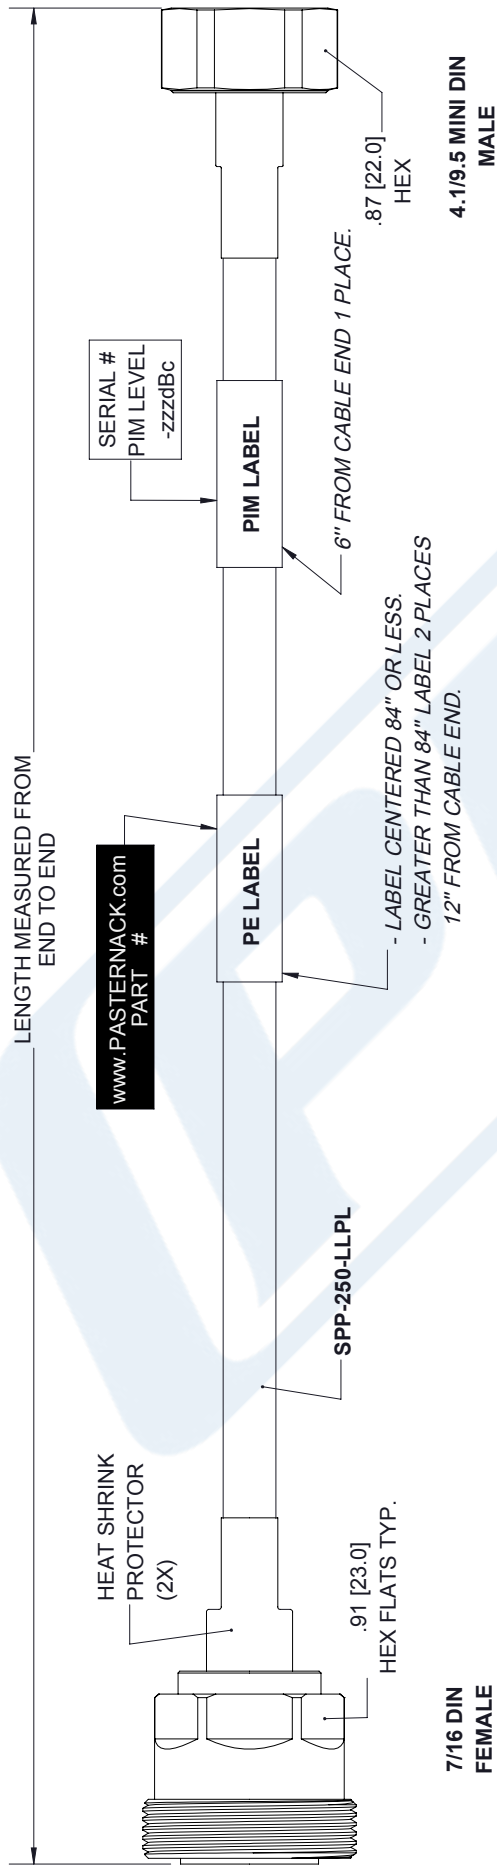 LENGTH MEASURED FROM
END TO END
HEAT SHRINK
PROTECTOR
(2X)
www.PASTERNACK.com
PART #
SERIAL #
PIM LEVEL
-zzzdBc
PE LABEL
PIM LABEL
.91 [23.0]
HEX FLATS TYP.
SPP-250-LLPL
- LABEL CENTERED 84" OR LESS.
- GREATER THAN 84" LABEL 2 PLACES
12" FROM CABLE END.
6" FROM CABLE END 1 PLACE.
.87 [22.0]
HEX
7/16 DIN
FEMALE
4.1/9.5 MINI DIN
MALE